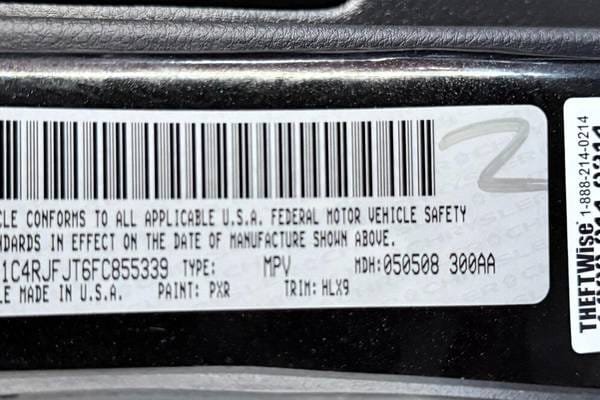 CLE CONFORMS TO ALL APPLICABLE U.S.A. FEDERAL MOTOR VEHICLE SAFETY
NDARDS IN EFFECT ON THE DATE OF MANUFACTURE SHOWN ABOVE.
1C4RJFJT6FC855339 TYPE: MPV MDH:050508 300AA
LE MADE IN U.S.A. PAINT: PXR TRIM: HLX9
2
THEFTWise 1-888-214-0214